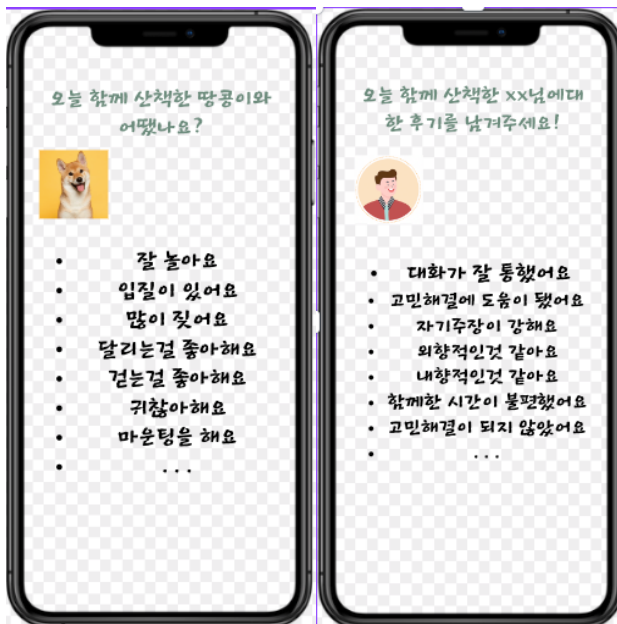 오늘 함께 산책한 땅콩이와
어땠나요?
• 잘 놀아요
• 입질이 있어요
• 많이 짖어요
• 달리는걸 좋아해요
• 걷는걸 좋아해요
• 귀찮아해요
• 마운팅을 해요
• ...
오늘 함께 산책한 xx님에대
한 후기를 남겨주세요!
• 대화가 잘 통했어요
• 고민해결에 도움이 됐어요
• 자기주장이 강해요
• 외향적인것 같아요
• 내향적인것 같아요
• 함께한 시간이 불편했어요
• 고민해결이 되지 않았어요
• ...